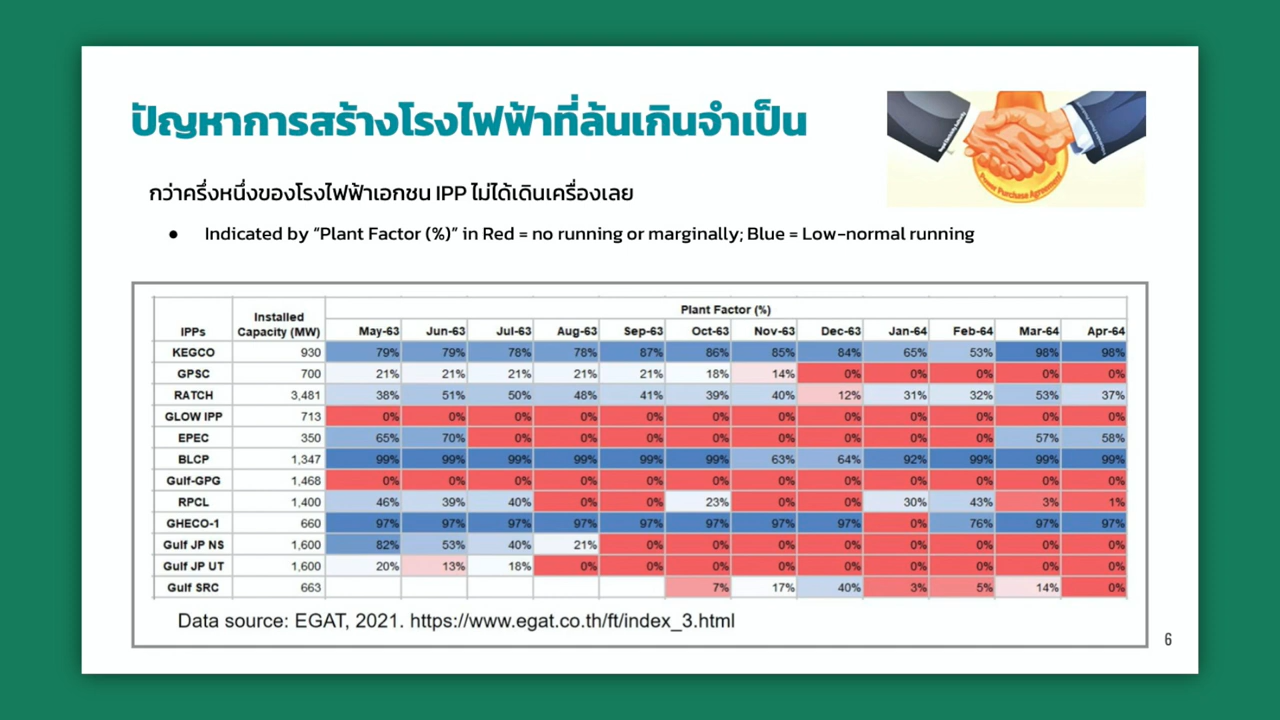 ปัญหาการสร้างโรงไฟฟ้าที่ล้นเกินจำเป็น
Power Purchase Agreement
กว่าครึ่งหนึ่งของโรงไฟฟ้าเอกชน IPP ไม่ได้เดินเครื่องเลย
● Indicated by “Plant Factor (%)” in Red = no running or marginally; Blue = Low-normal running
IPPs Installed Capacity (MW) Plant Factor (%)
May-63 Jun-63 Jul-63 Aug-63 Sep-63 Oct-63 Nov-63 Dec-63 Jan-64 Feb-64 Mar-64 Apr-64
KEGCO 930 79% 79% 78% 78% 87% 86% 85% 84% 65% 53% 98% 98%
GPSC 700 21% 21% 21% 21% 21% 18% 14% 0% 0% 0% 0% 0%
RATCH 3,481 38% 51% 50% 48% 41% 39% 40% 12% 31% 32% 53% 37%
GLOW IPP 713 0% 0% 0% 0% 0% 0% 0% 0% 0% 0% 0% 0%
EPEC 350 65% 70% 0% 0% 0% 0% 0% 0% 0% 0% 57% 58%
BLCP 1,347 99% 99% 99% 99% 99% 99% 63% 64% 92% 99% 99% 99%
Gulf-GPG 1,468 0% 0% 0% 0% 0% 0% 0% 0% 0% 0% 0% 0%
RPCL 1,400 46% 39% 40% 0% 0% 23% 0% 0% 30% 43% 3% 1%
GHECO-1 660 97% 97% 97% 97% 97% 97% 97% 97% 0% 76% 97% 97%
Gulf JP NS 1,600 82% 53% 40% 21% 0% 0% 0% 0% 0% 0% 0% 0%
Gulf JP UT 1,600 20% 13% 18% 0% 0% 0% 0% 0% 0% 0% 0% 0%
Gulf SRC 663 7% 17% 40% 3% 5% 14% 0%
Data source: EGAT, 2021. https://www.egat.co.th/ft/index_3.html
6